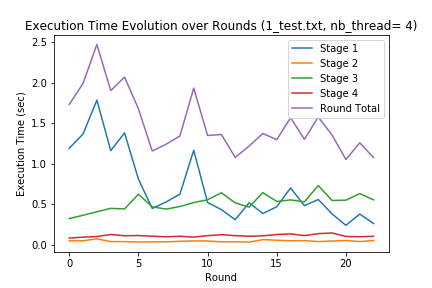 Execution Time Evolution over Rounds (1_test.txt, nb_thread= 4)
Execution Time (sec)
2.5
2.0
1.5
1.0
0.5
0.0
Stage 1
Stage 2
Stage 3
Stage 4
Round Total
0 5 10 15 20
Round